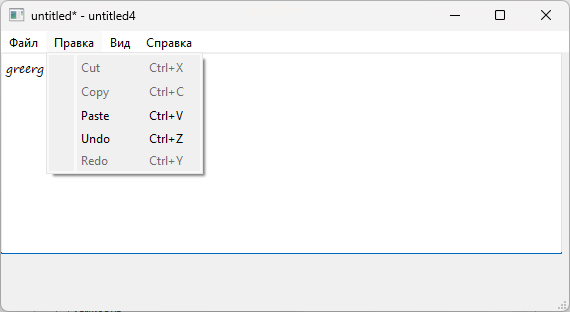 untitled* - untitled4
Файл Правка Вид Справка
greerg
Cut Ctrl+X
Copy Ctrl+C
Paste Ctrl+V
Undo Ctrl+Z
Redo Ctrl+Y